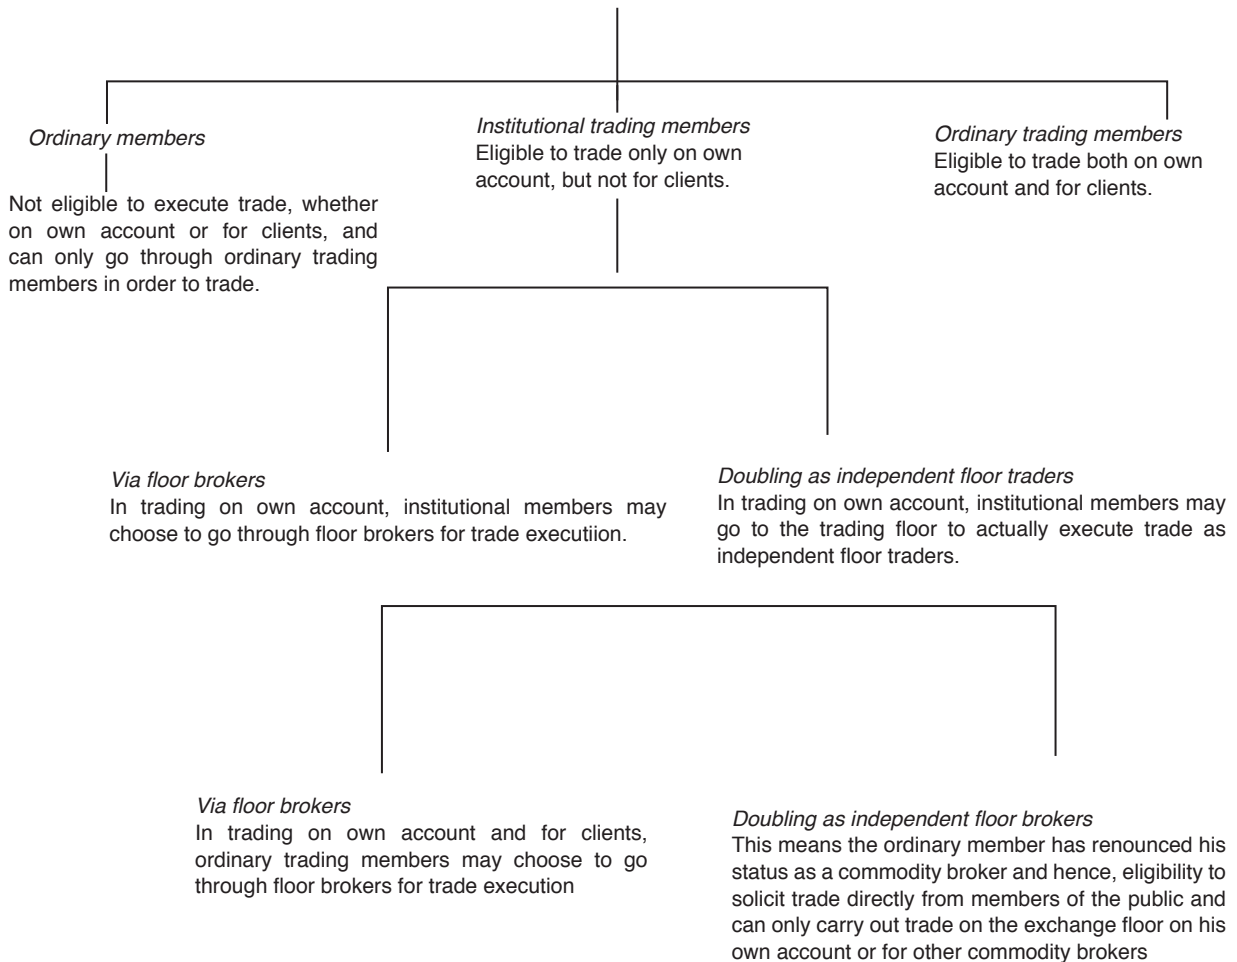 Ordinary members
Not eligible to execute trade, whether
on own account or for clients, and
can only go through ordinary trading
members in order to trade.
Institutional trading members
Eligible to trade only on own
account, but not for clients.
Ordinary trading members
Eligible to trade both on own
account and for clients.
Via floor brokers
In trading on own account, institutional members may
choose to go through floor brokers for trade executiion.
Doubling as independent floor traders
In trading on own account, institutional members may
go to the trading floor to actually execute trade as
independent floor traders.
Via floor brokers
In trading on own account and for clients,
ordinary trading members may choose to go
through floor brokers for trade execution
Doubling as independent floor brokers
This means the ordinary member has renounced his
status as a commodity broker and hence, eligibility to
solicit trade directly from members of the public and
can only carry out trade on the exchange floor on his
own account or for other commodity brokers